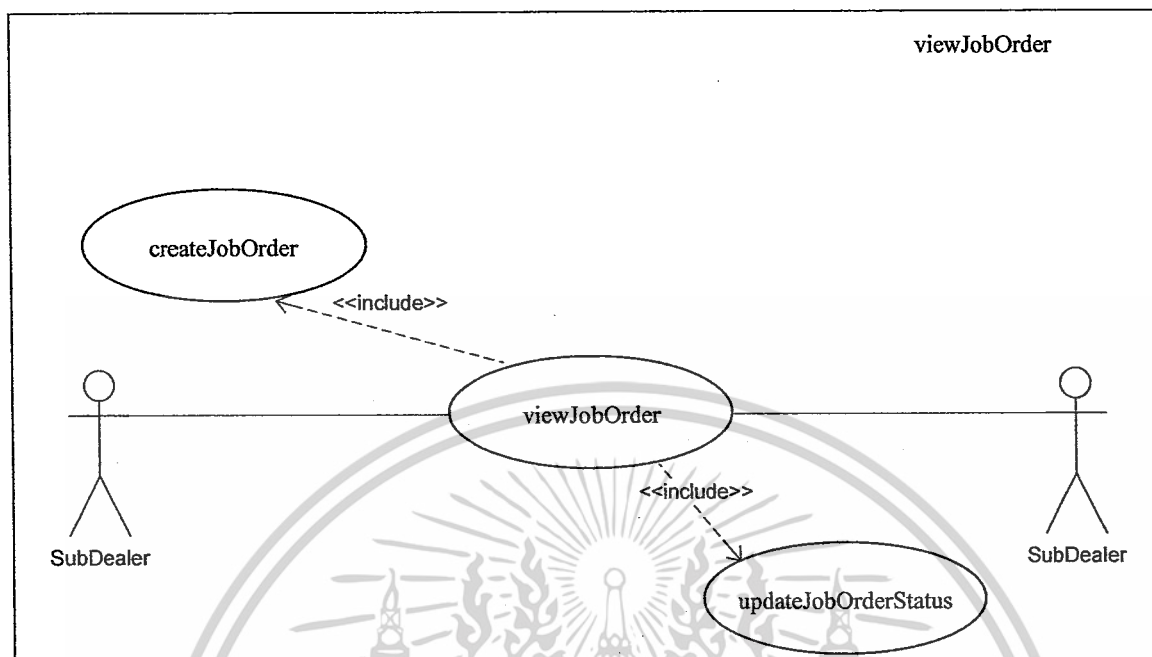 viewJobOrder
createJobOrder
<<include>>
viewJobOrder
<<include>>
SubDealer
SubDealer
updateJobOrderStatus